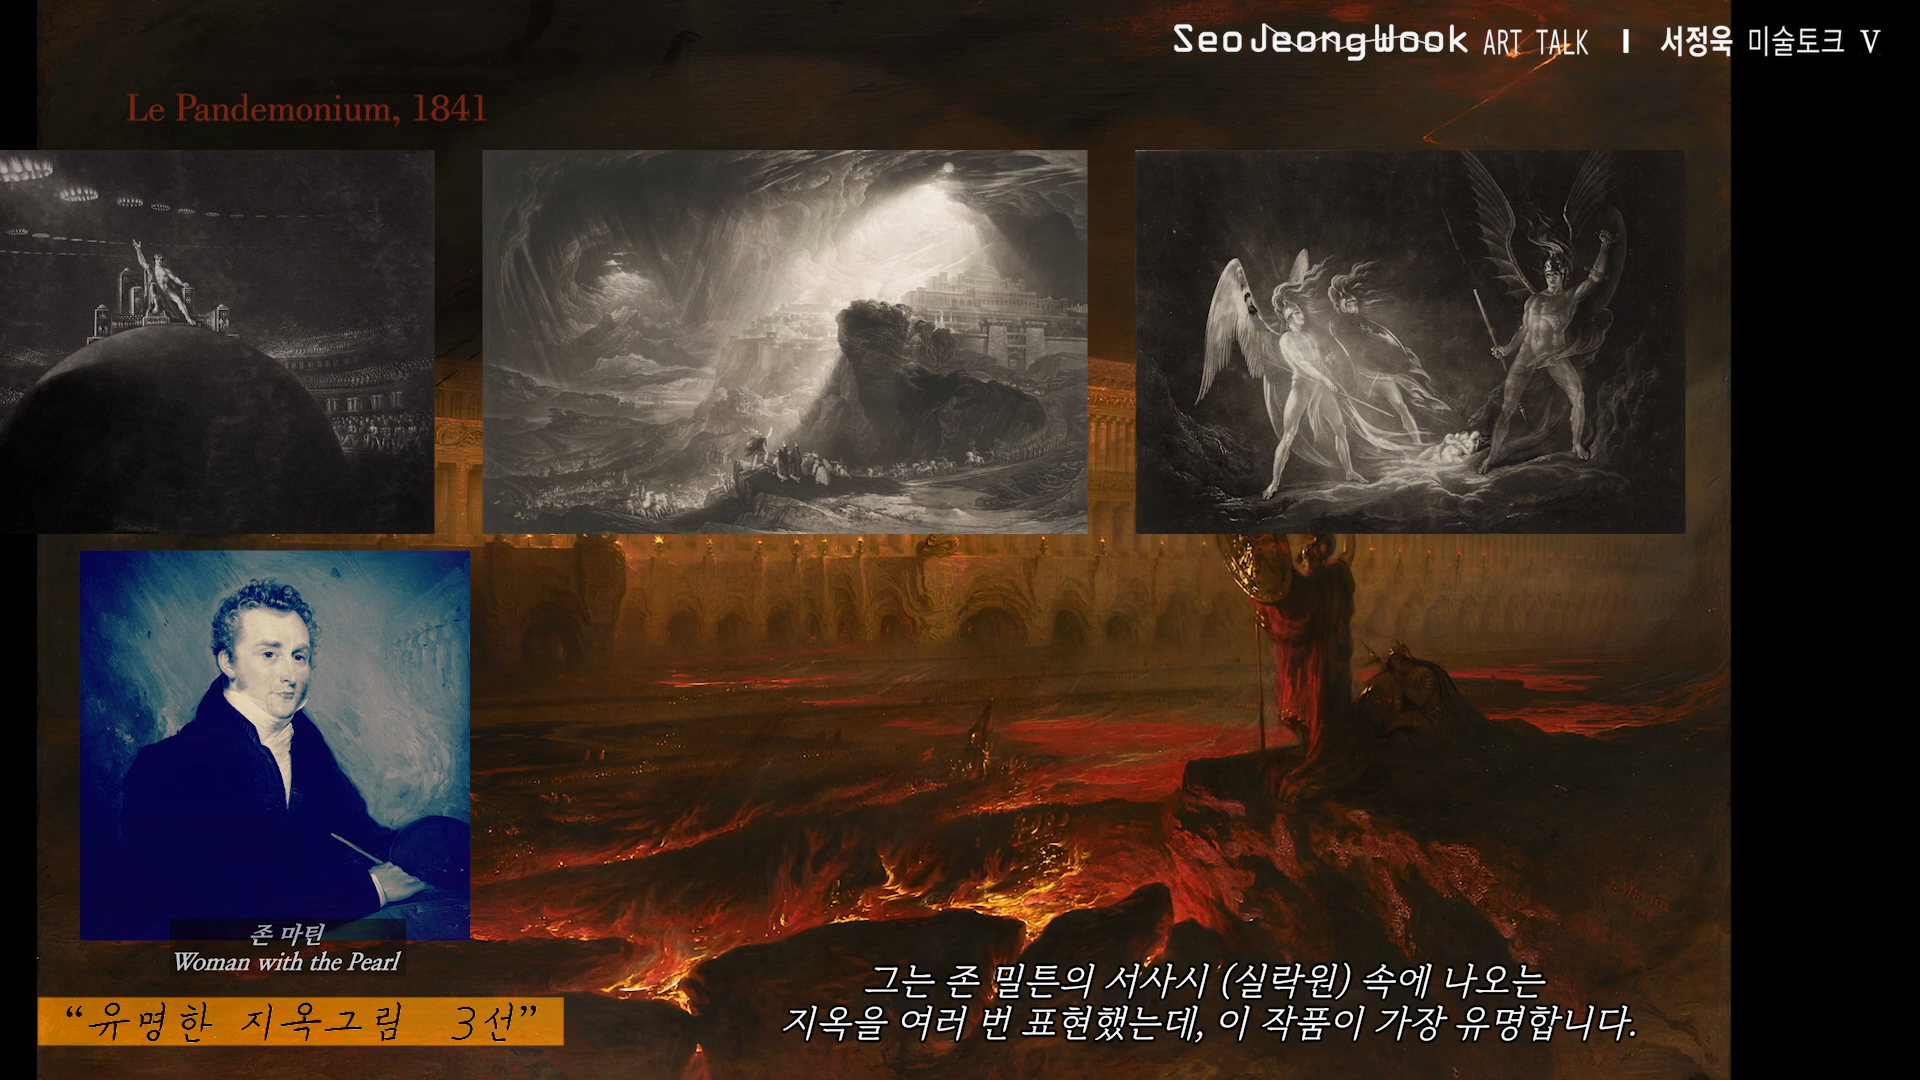 SeoJeongWook ART TALK I 서정욱 미술토크 V
Le Pandemonium, 1841
존 마틴
Woman with the Pearl
“유명한 지옥그림 3선”
그는 존 밀튼의 서사시 (실락원) 속에 나오는
지옥을 여러 번 표현했는데, 이 작품이 가장 유명합니다.